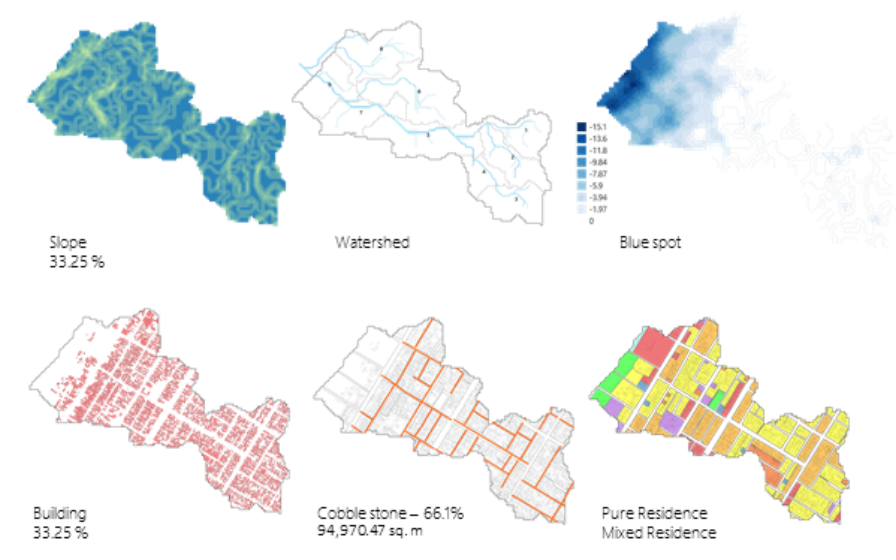 -15.1
-13.6
-11.8
-9.84
-7.87
-5.9
-3.94
-1.97
0
Slope
33.25 %
Watershed
Blue spot
Building
33.25 %
Cobble stone – 66.1%
94,970.47 sq. m
Pure Residence
Mixed Residence